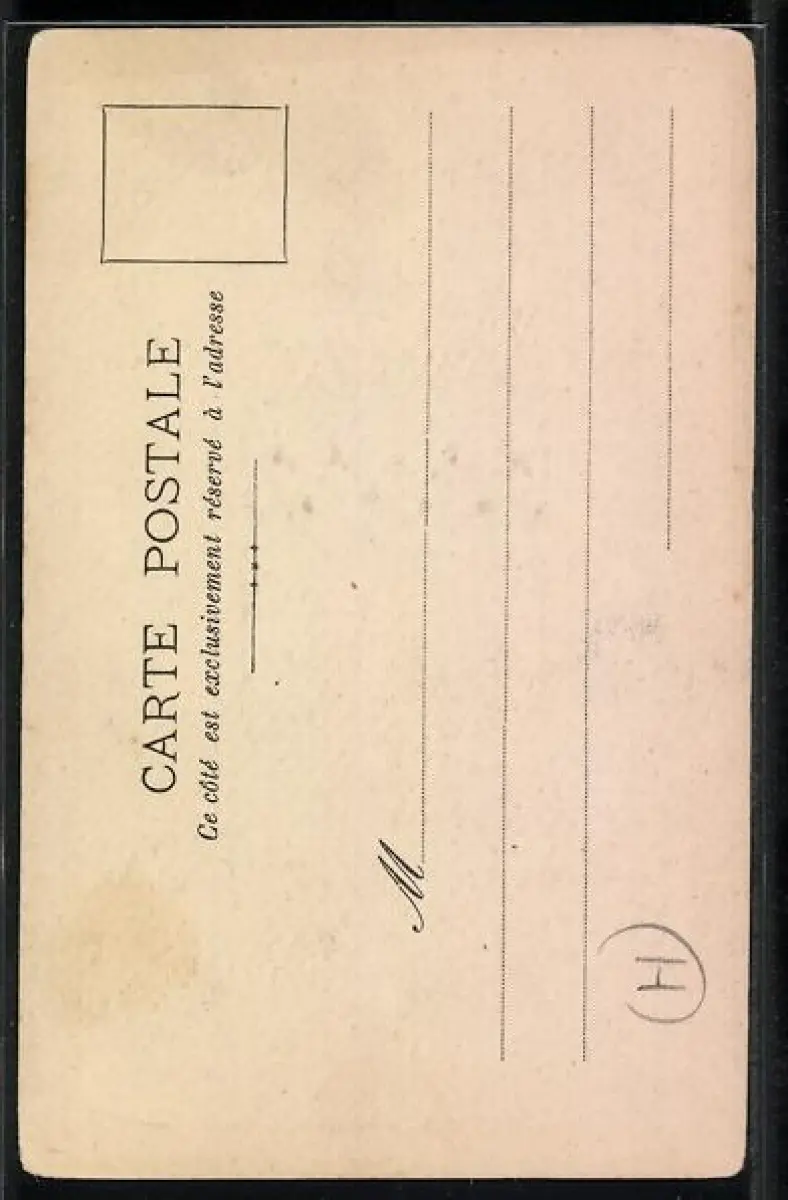 CARTE POSTALE
Ce côté est exclusivement réservé à l'adresse
M
H